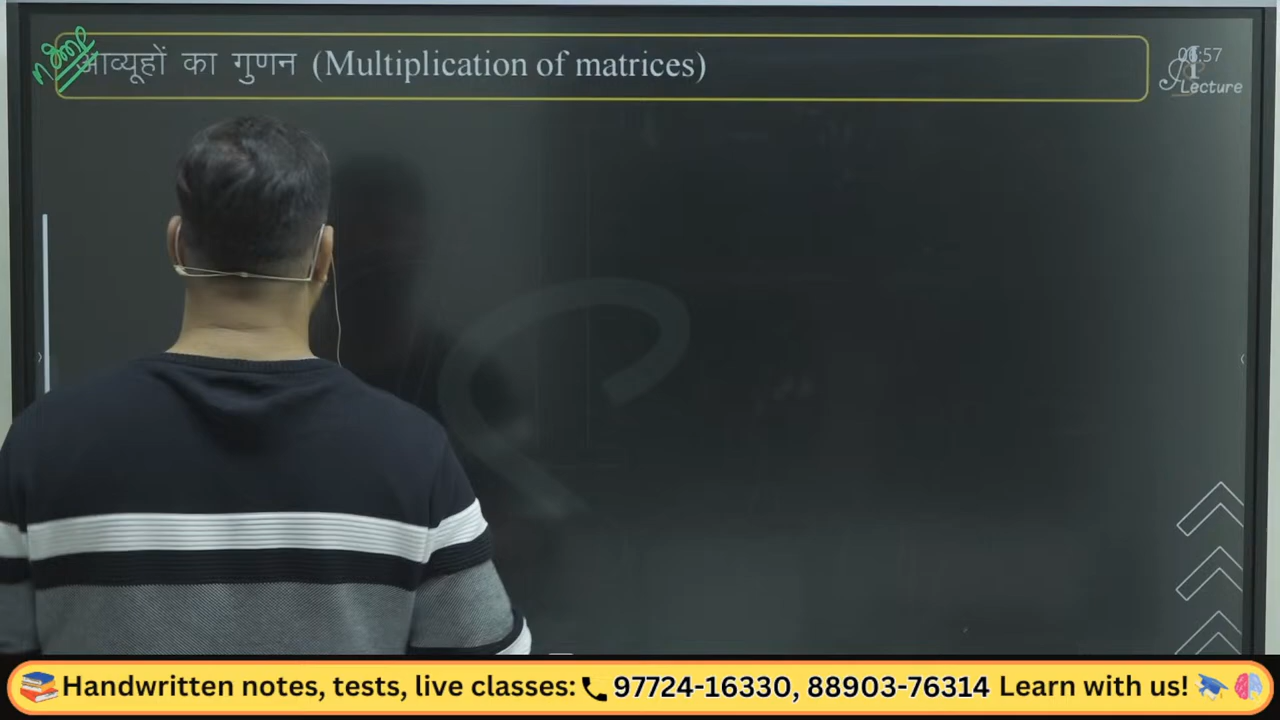 आव्यूहों का गुणन (Multiplication of matrices)
Lecture
Handwritten notes, tests, live classes: 97724-16330, 88903-76314 Learn with us!